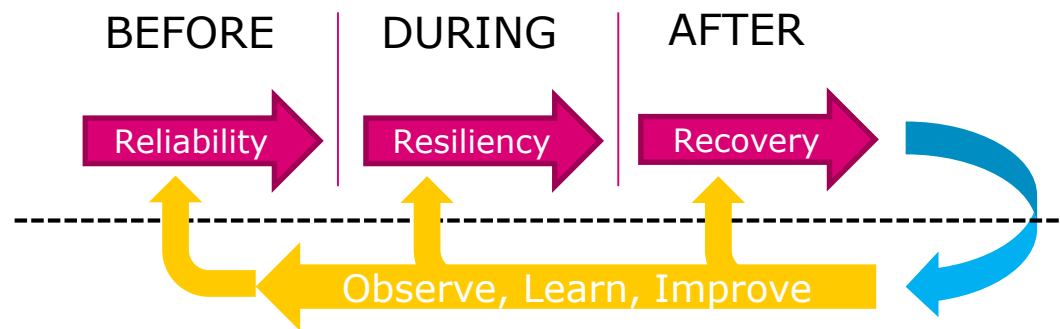 BEFORE DURING AFTER
Reliability Resiliency Recovery
Observe, Learn, Improve